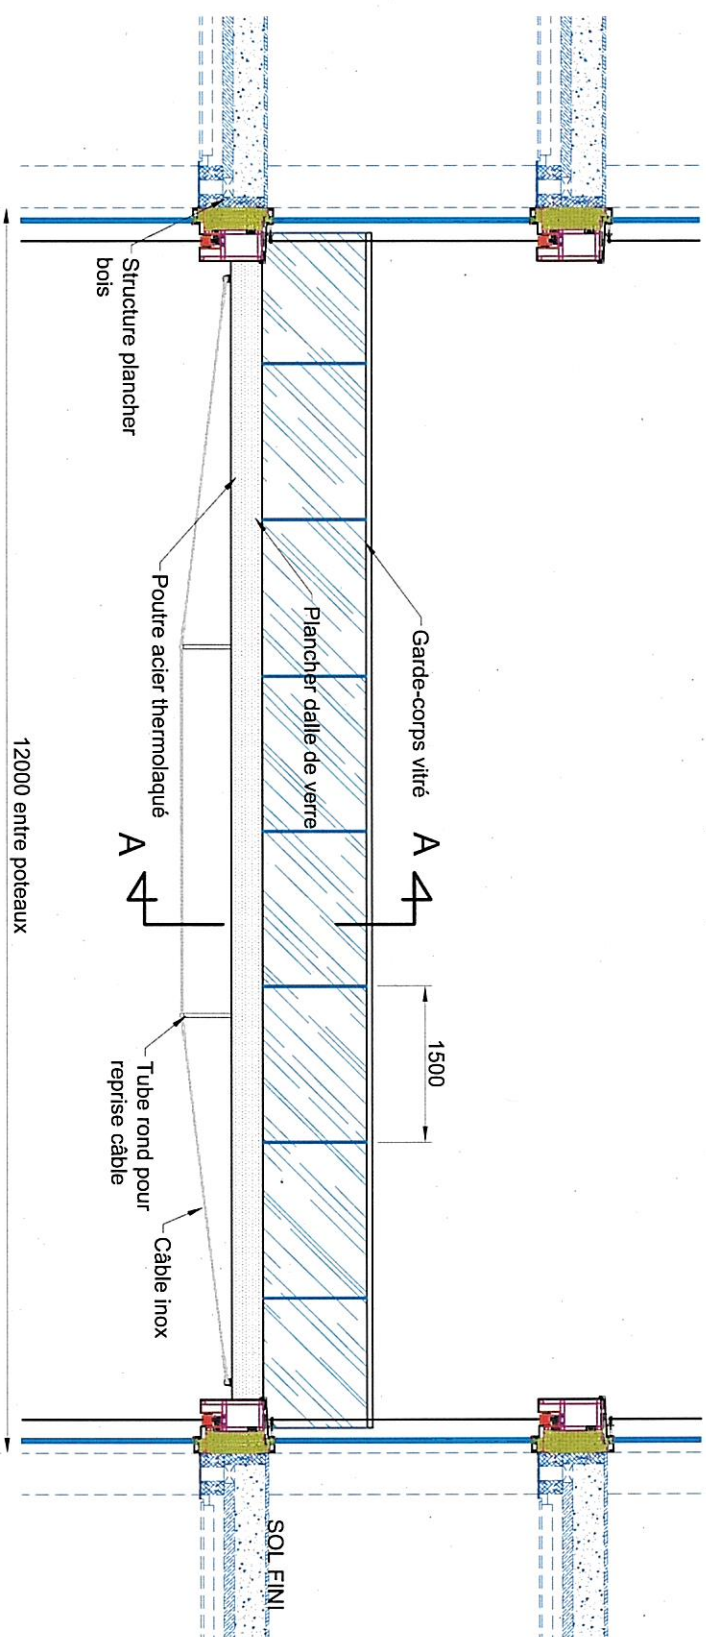 Structure plancher
bois
Poutre acier thermolaqué
Plancher dalle de verre
Garde-corps vitré
A
A
1500
Tube rond pour
reprise câble
Câble inox
12000 entre poteaux
SOL FINI